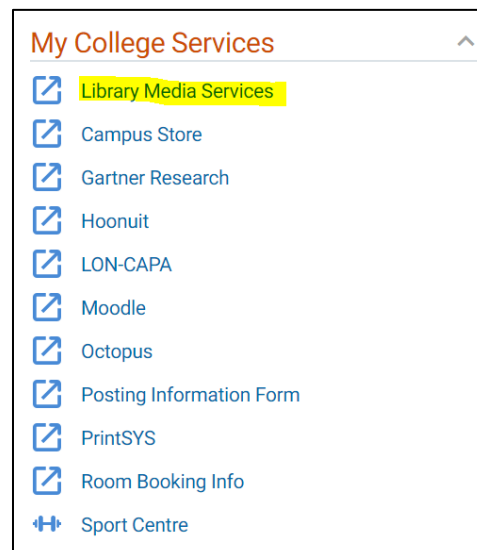 My College Services
Library Media Services
Campus Store
Gartner Research
Hoonuit
LON-CAPA
Moodle
Octopus
Posting Information Form
PrintSYS
Room Booking Info
Sport Centre